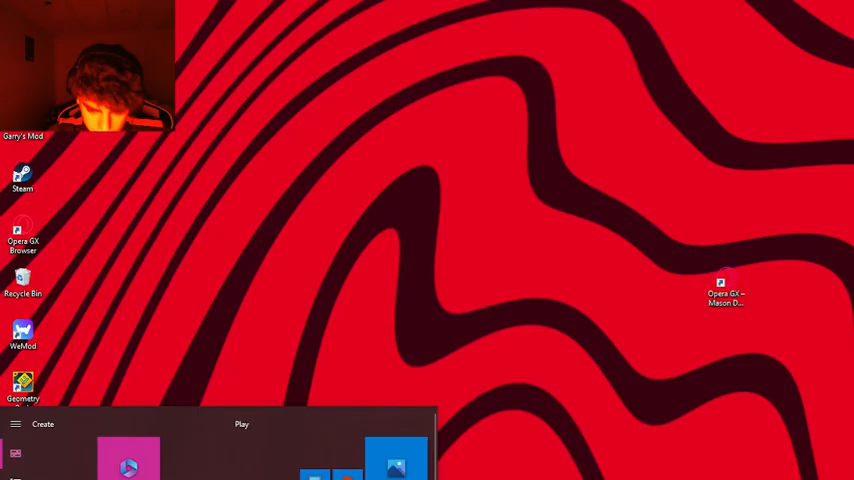 Garry's Mod
Steam
Opera GX
Browser
Recycle Bin
WeMod
Geometry
Opera GX –
Mason D...
Create
Play